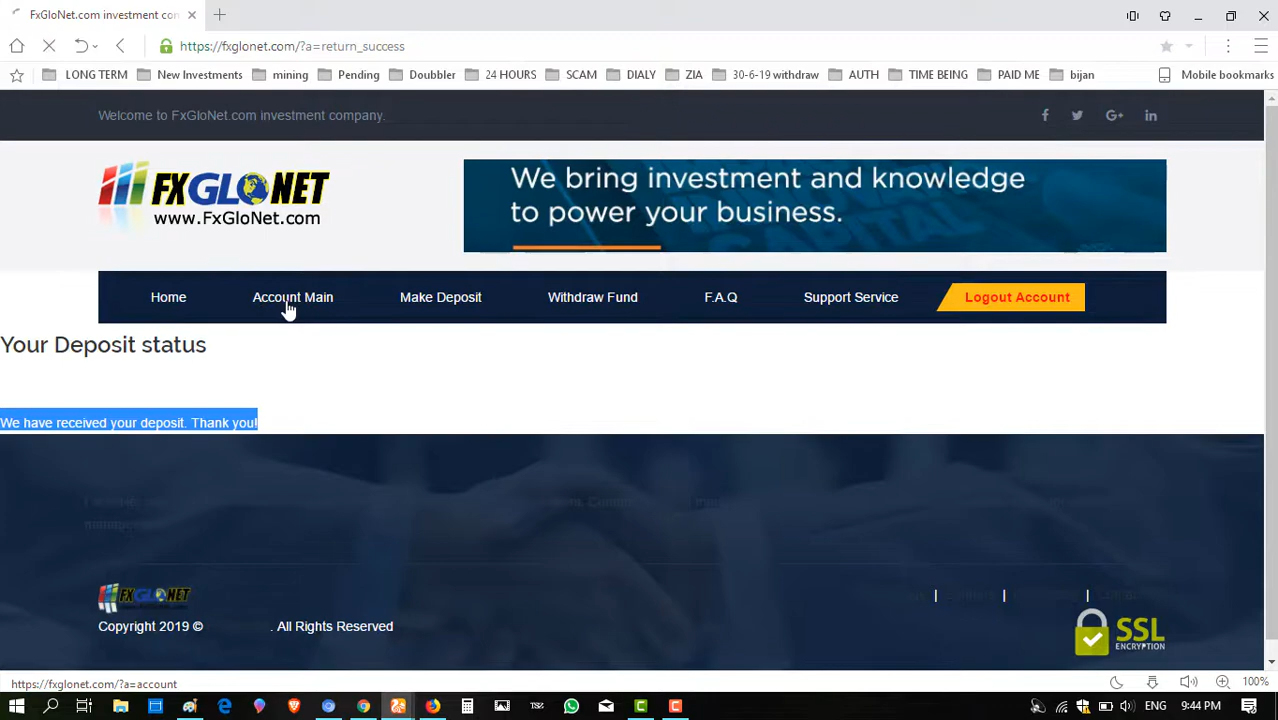 FxGloNet.com investment con
https://fxglonet.com/?a=return_success
LONG TERM New Investments mining Pending Doubbler 24 HOURS SCAM DIALY ZIA 30-6-19 withdraw AUTH TIME BEING PAID ME bijan Mobile bookmarks
Welcome to FxGloNet.com investment company.
FXGLONET
www.FxGloNet.com
We bring investment and knowledge
to power your business.
Home Account Main Make Deposit Withdraw Fund F.A.Q Support Service Logout Account
Your Deposit status
We have received your deposit. Thank you!
FXGLONET
Copyright 2019 © . All Rights Reserved
SSL
ENCRYPTION
https://fxglonet.com/?a=account
100%
9:44 PM